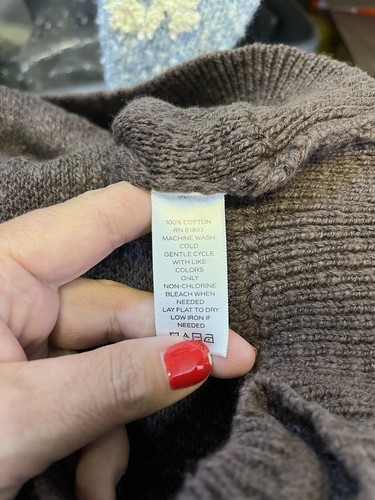 100% COTTON
RN 81893
MACHINE WASH
COLD
GENTLE CYCLE
WITH LIKE
COLORS
ONLY
NON-CHLORINE
BLEACH WHEN
NEEDED
LAY FLAT TO DRY
LOW IRON IF
NEEDED